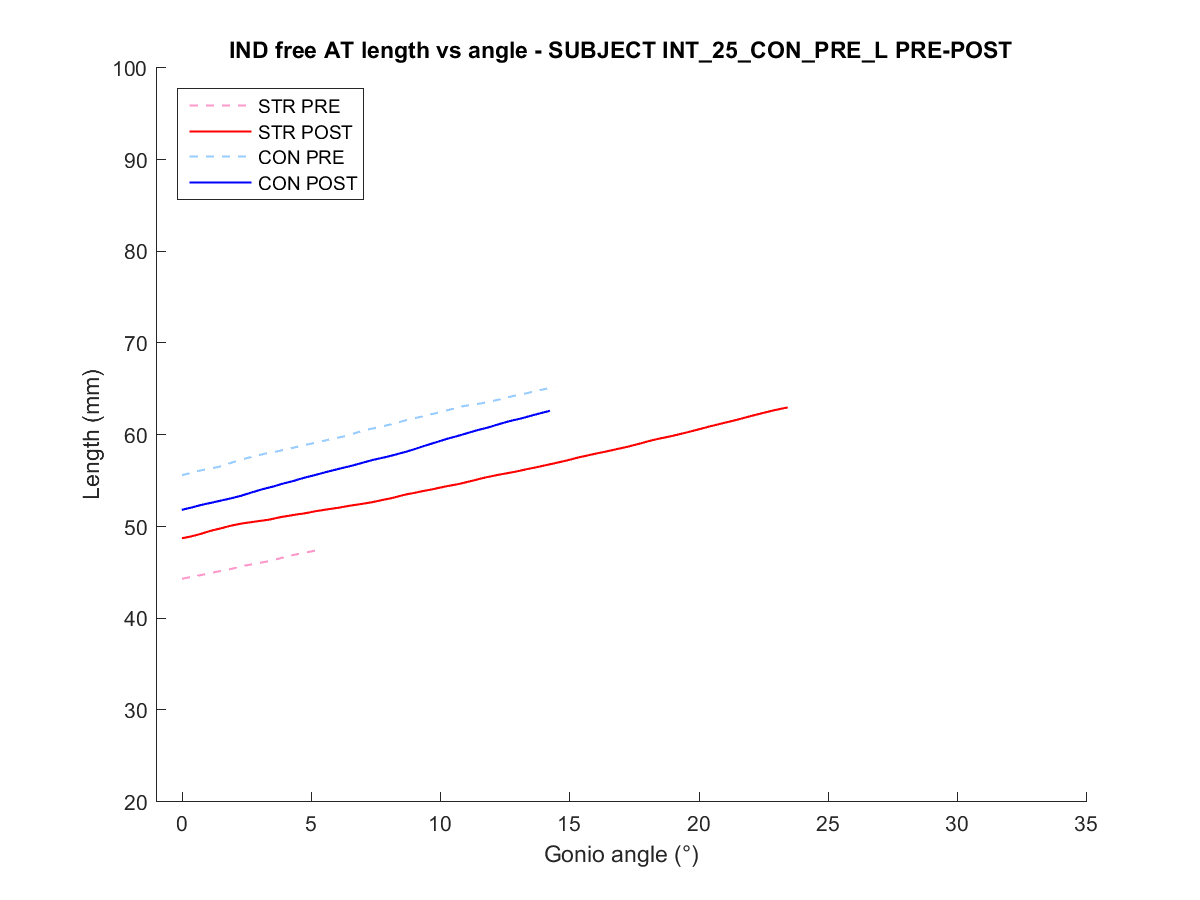 IND free AT length vs angle - SUBJECT INT_25_CON_PRE_L PRE-POST
100
90
80
70
60
50
40
30
20
Length (mm)
STR PRE
STR POST
CON PRE
CON POST
0 5 10 15 20 25 30 35
Gonio angle (°)